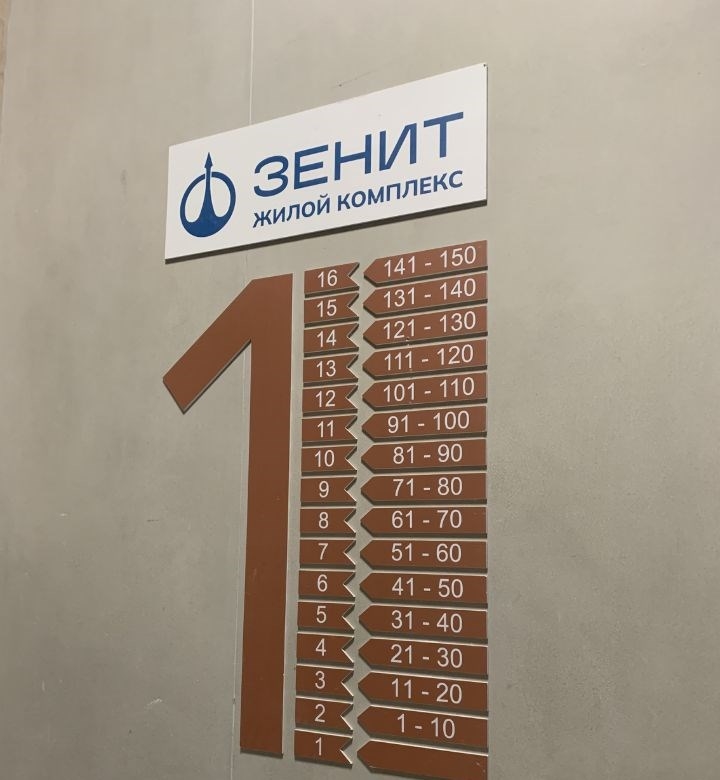 ЗЕНИТ
ЖИЛОЙ КОМПЛЕКС
1
16 141 - 150
15 131 - 140
14 121 - 130
13 111 - 120
12 101 - 110
11 91 - 100
10 81 - 90
9 71 - 80
8 61 - 70
7 51 - 60
6 41 - 50
5 31 - 40
4 21 - 30
3 11 - 20
2 1 - 10
1